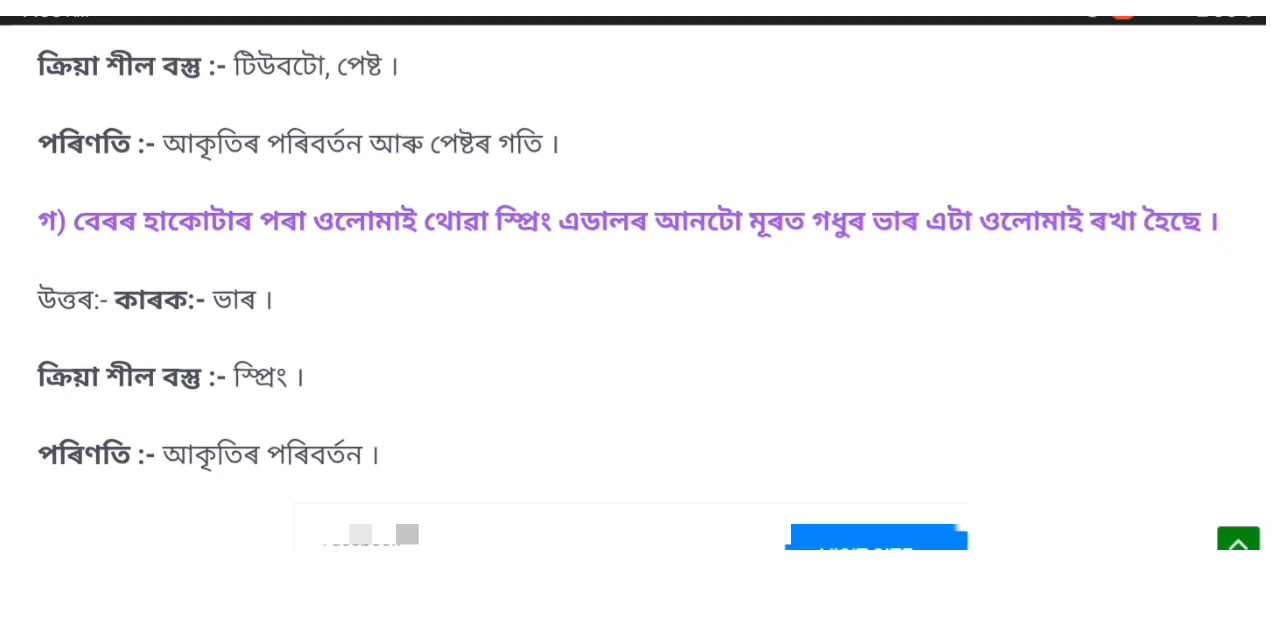 ক্ৰিয়া শীল বস্তু :- টিউবটো, পেষ্ট ।
পৰিণতি :- আকৃতিৰ পৰিবৰ্তন আৰু পেষ্টৰ গতি ।
গ) বেৰৰ হাকোটাৰ পৰা ওলোমাই থোৱা স্প্ৰিং এডালৰ আনটো মূৰত গধুৰ ভাৰ এটা ওলোমাই ৰখা হৈছে ।
উত্তৰ:- কাৰক:- ভাৰ ।
ক্ৰিয়া শীল বস্তু :- স্প্ৰিং ।
পৰিণতি :- আকৃতিৰ পৰিবৰ্তন ।